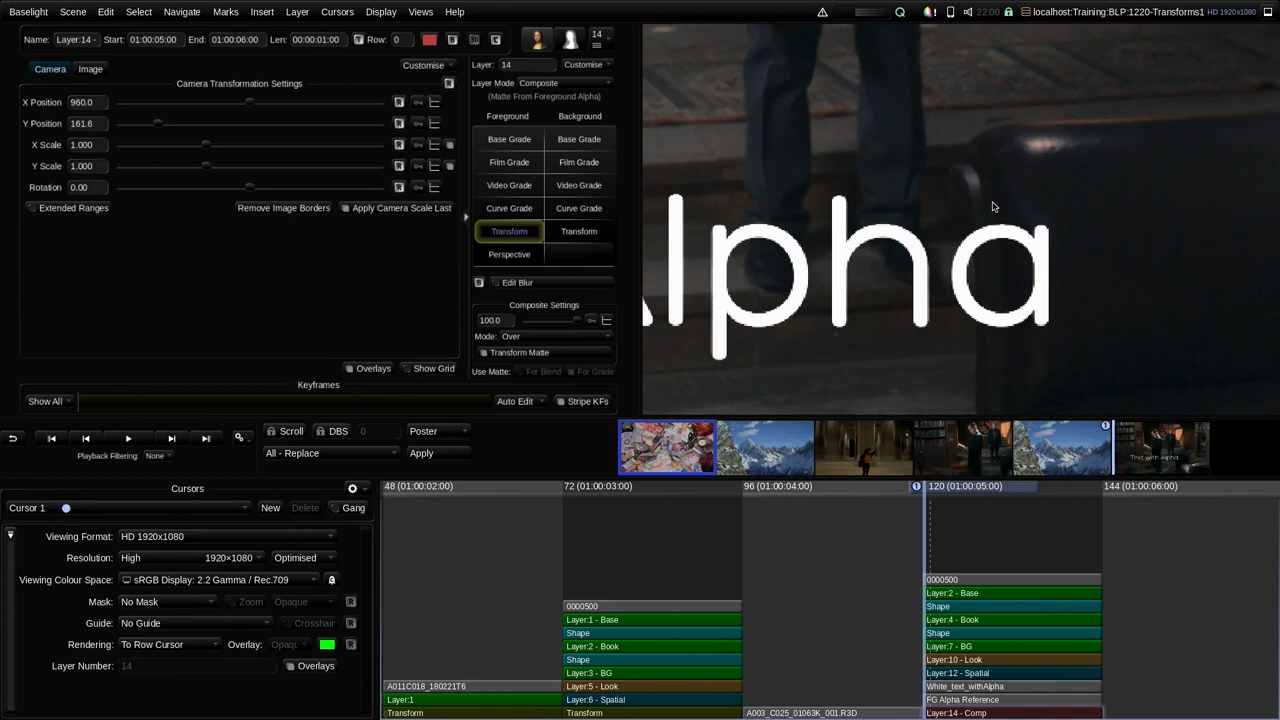 Baselight Scene Edit Select Navigate Marks Insert Layer Cursors Display Views Help 22:00 localhost:Training:BLP:1220-Transforms1 HD 1920x1080
Name: Layer:14 Start: 01:00:05:00 End: 01:00:06:00 Len: 00:00:01:00 Row: 0 14
Camera Image Customise
Camera Transformation Settings R
X Position 960.0 R
Y Position 161.6 R
X Scale 1.000 R
Y Scale 1.000 R
Rotation 0.00 R
Extended Ranges Remove Image Borders Apply Camera Scale Last
Overlays Show Grid
Keyframes
Show All Auto Edit Stripe KFs
Layer: 14 Customise
Layer Mode Composite
(Matte From Foreground Alpha)
Foreground Background
Base Grade Base Grade
Film Grade Film Grade
Video Grade Video Grade
Curve Grade Curve Grade
Transform Transform
Perspective
Edit Blur
Composite Settings
100.0
Mode: Over
Transform Matte
Use Matte: For Blend For Grade
lpha
Scroll DBS 0 Poster
Playback Filtering: None All - Replace Apply
1
Text with Alpha
Cursors
Cursor 1 New Delete Gang
Viewing Format: HD 1920x1080
Resolution: High 1920×1080 Optimised
Viewing Colour Space: sRGB Display: 2.2 Gamma / Rec.709
Mask: No Mask Zoom Opaque R
Guide: No Guide Crosshair R
Rendering: To Row Cursor Overlay: Opaqu R
Layer Number: 14 Overlays
48 (01:00:02:00) 72 (01:00:03:00) 96 (01:00:04:00) 1 120 (01:00:05:00) 144 (01:00:06:00)
A011C018_180221T6
Layer:1
Transform
0000500
Layer:1 - Base
Shape
Layer:2 - Book
Shape
Layer:3 - BG
Layer:5 - Look
Layer:6 - Spatial
Transform
A003_C025_01063K_001.R3D
0000500
Layer:2 - Base
Shape
Layer:4 - Book
Shape
Layer:7 - BG
Layer:10 - Look
Layer:12 - Spatial
White_text_withAlpha
FG Alpha Reference
Layer:14 - Comp